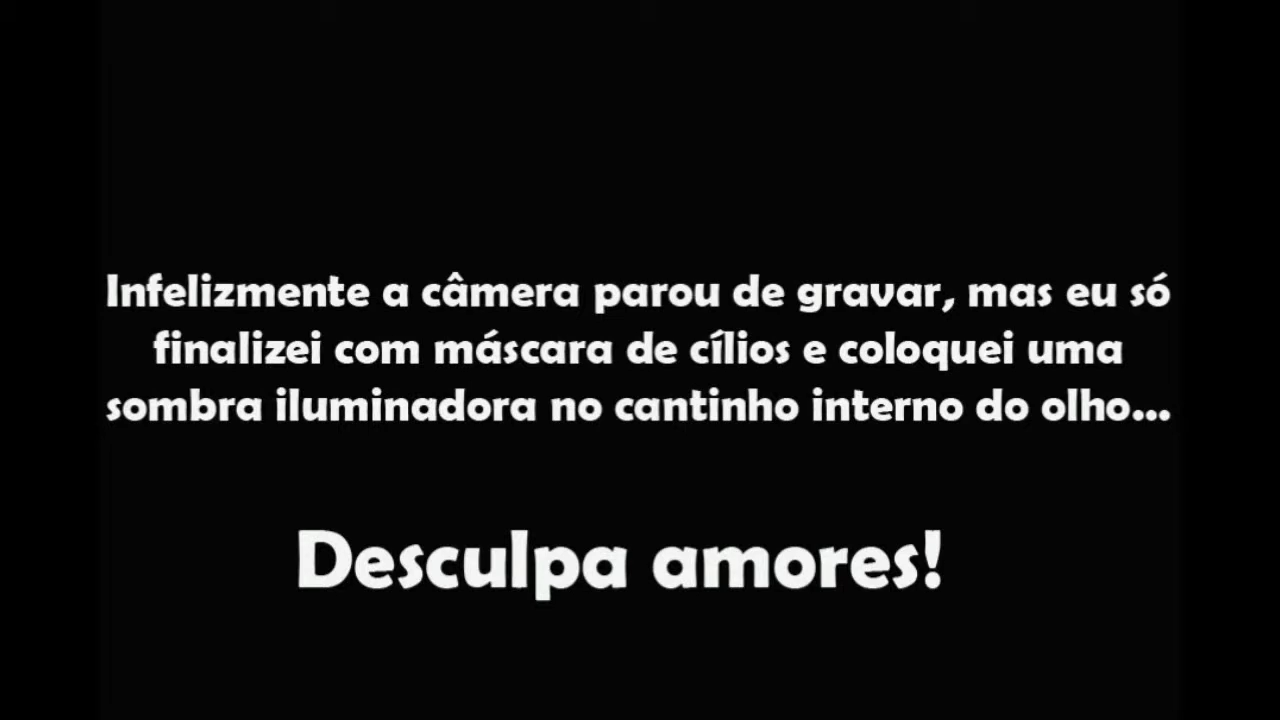 Infelizmente a câmera parou de gravar, mas eu só
finalizei com máscara de cílios e coloquei uma
sombra iluminadora no cantinho interno do olho...
Desculpa amores!